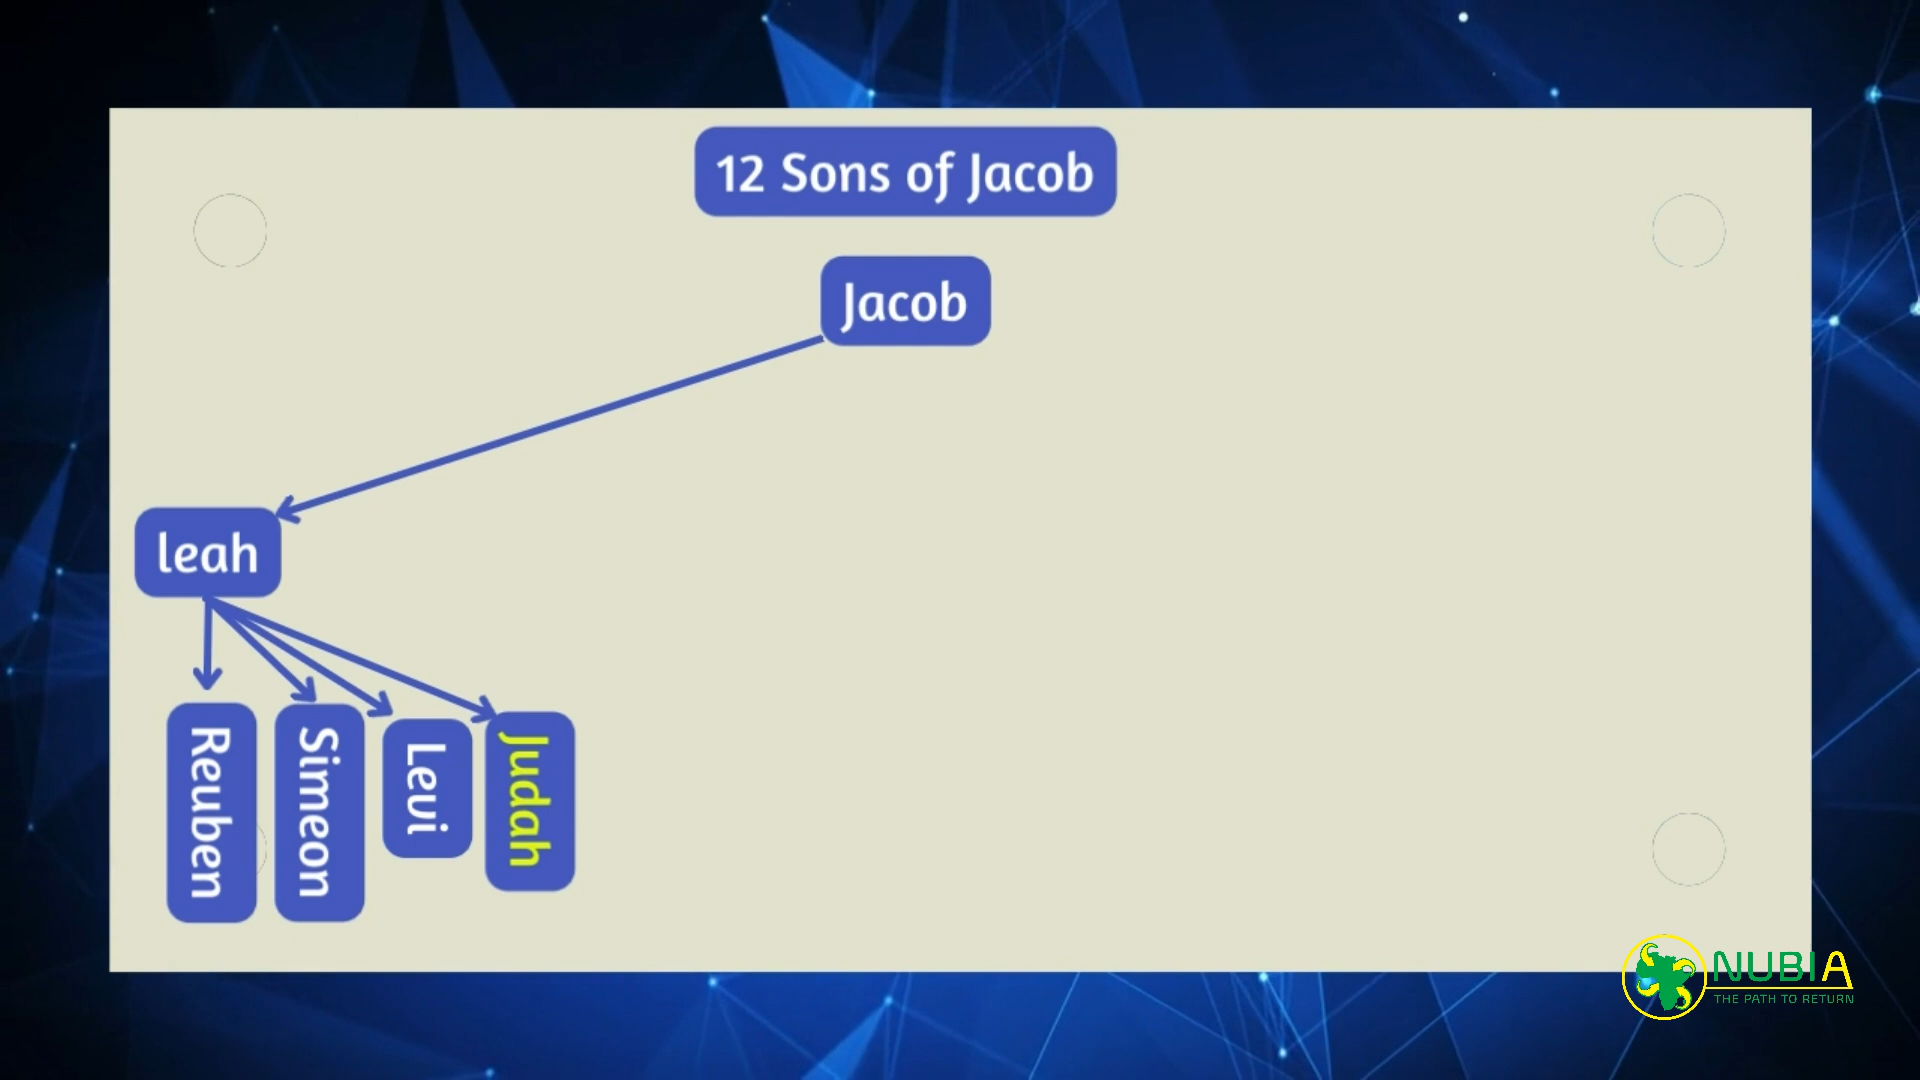 12 Sons of Jacob
Jacob
leah
Reuben
Simeon
Levi
Judah
NUBIA
THE PATH TO RETURN